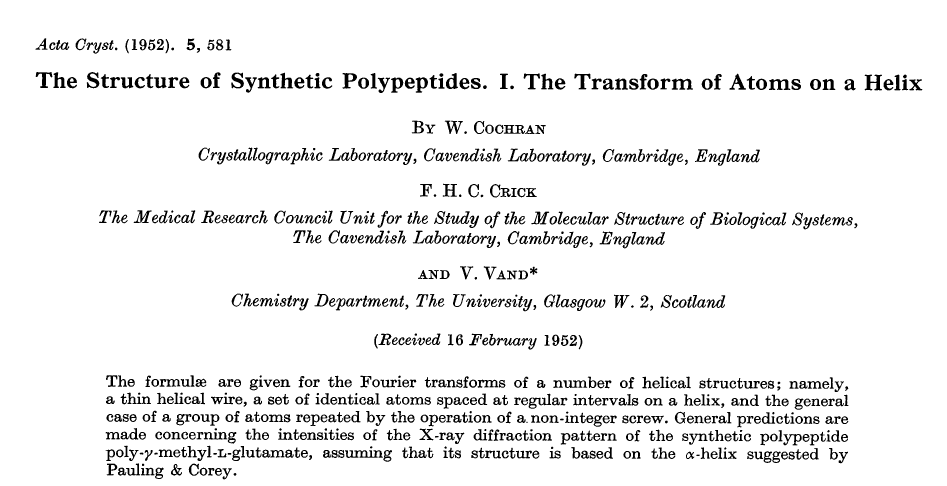 Acta Cryst. (1952). 5, 581
The Structure of Synthetic Polypeptides. I. The Transform of Atoms on a Helix
By W. Cochran
Crystallographic Laboratory, Cavendish Laboratory, Cambridge, England
F. H. C. Crick
The Medical Research Council Unit for the Study of the Molecular Structure of Biological Systems,
The Cavendish Laboratory, Cambridge, England
and V. Vand*
Chemistry Department, The University, Glasgow W. 2, Scotland
(Received 16 February 1952)
The formulæ are given for the Fourier transforms of a number of helical structures; namely,
a thin helical wire, a set of identical atoms spaced at regular intervals on a helix, and the general
case of a group of atoms repeated by the operation of a non-integer screw. General predictions are
made concerning the intensities of the X-ray diffraction pattern of the synthetic polypeptide
poly-γ-methyl-L-glutamate, assuming that its structure is based on the α-helix suggested by
Pauling & Corey.